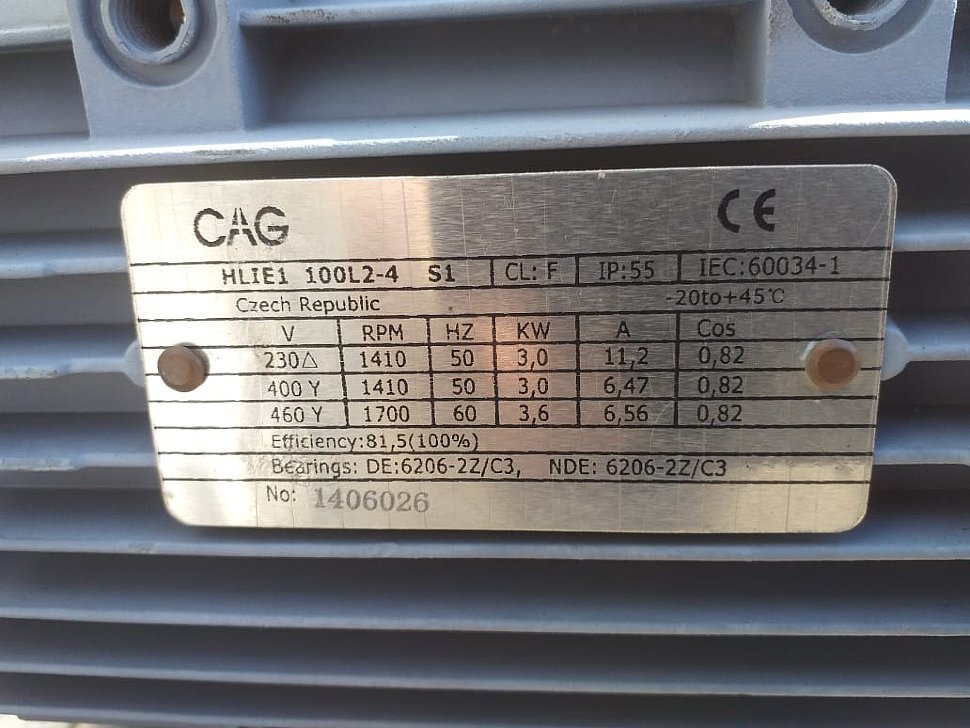 CAG CE
HLIE1 100L2-4 S1 CL: F IP:55 IEC:60034-1
Czech Republic -20to+45℃
V RPM HZ KW A Cos
230△ 1410 50 3,0 11,2 0,82
400 Y 1410 50 3,0 6,47 0,82
460 Y 1700 60 3,6 6,56 0,82
Efficiency:81,5(100%)
Bearings: DE:6206-2Z/C3, NDE: 6206-2Z/C3
No: 1406026